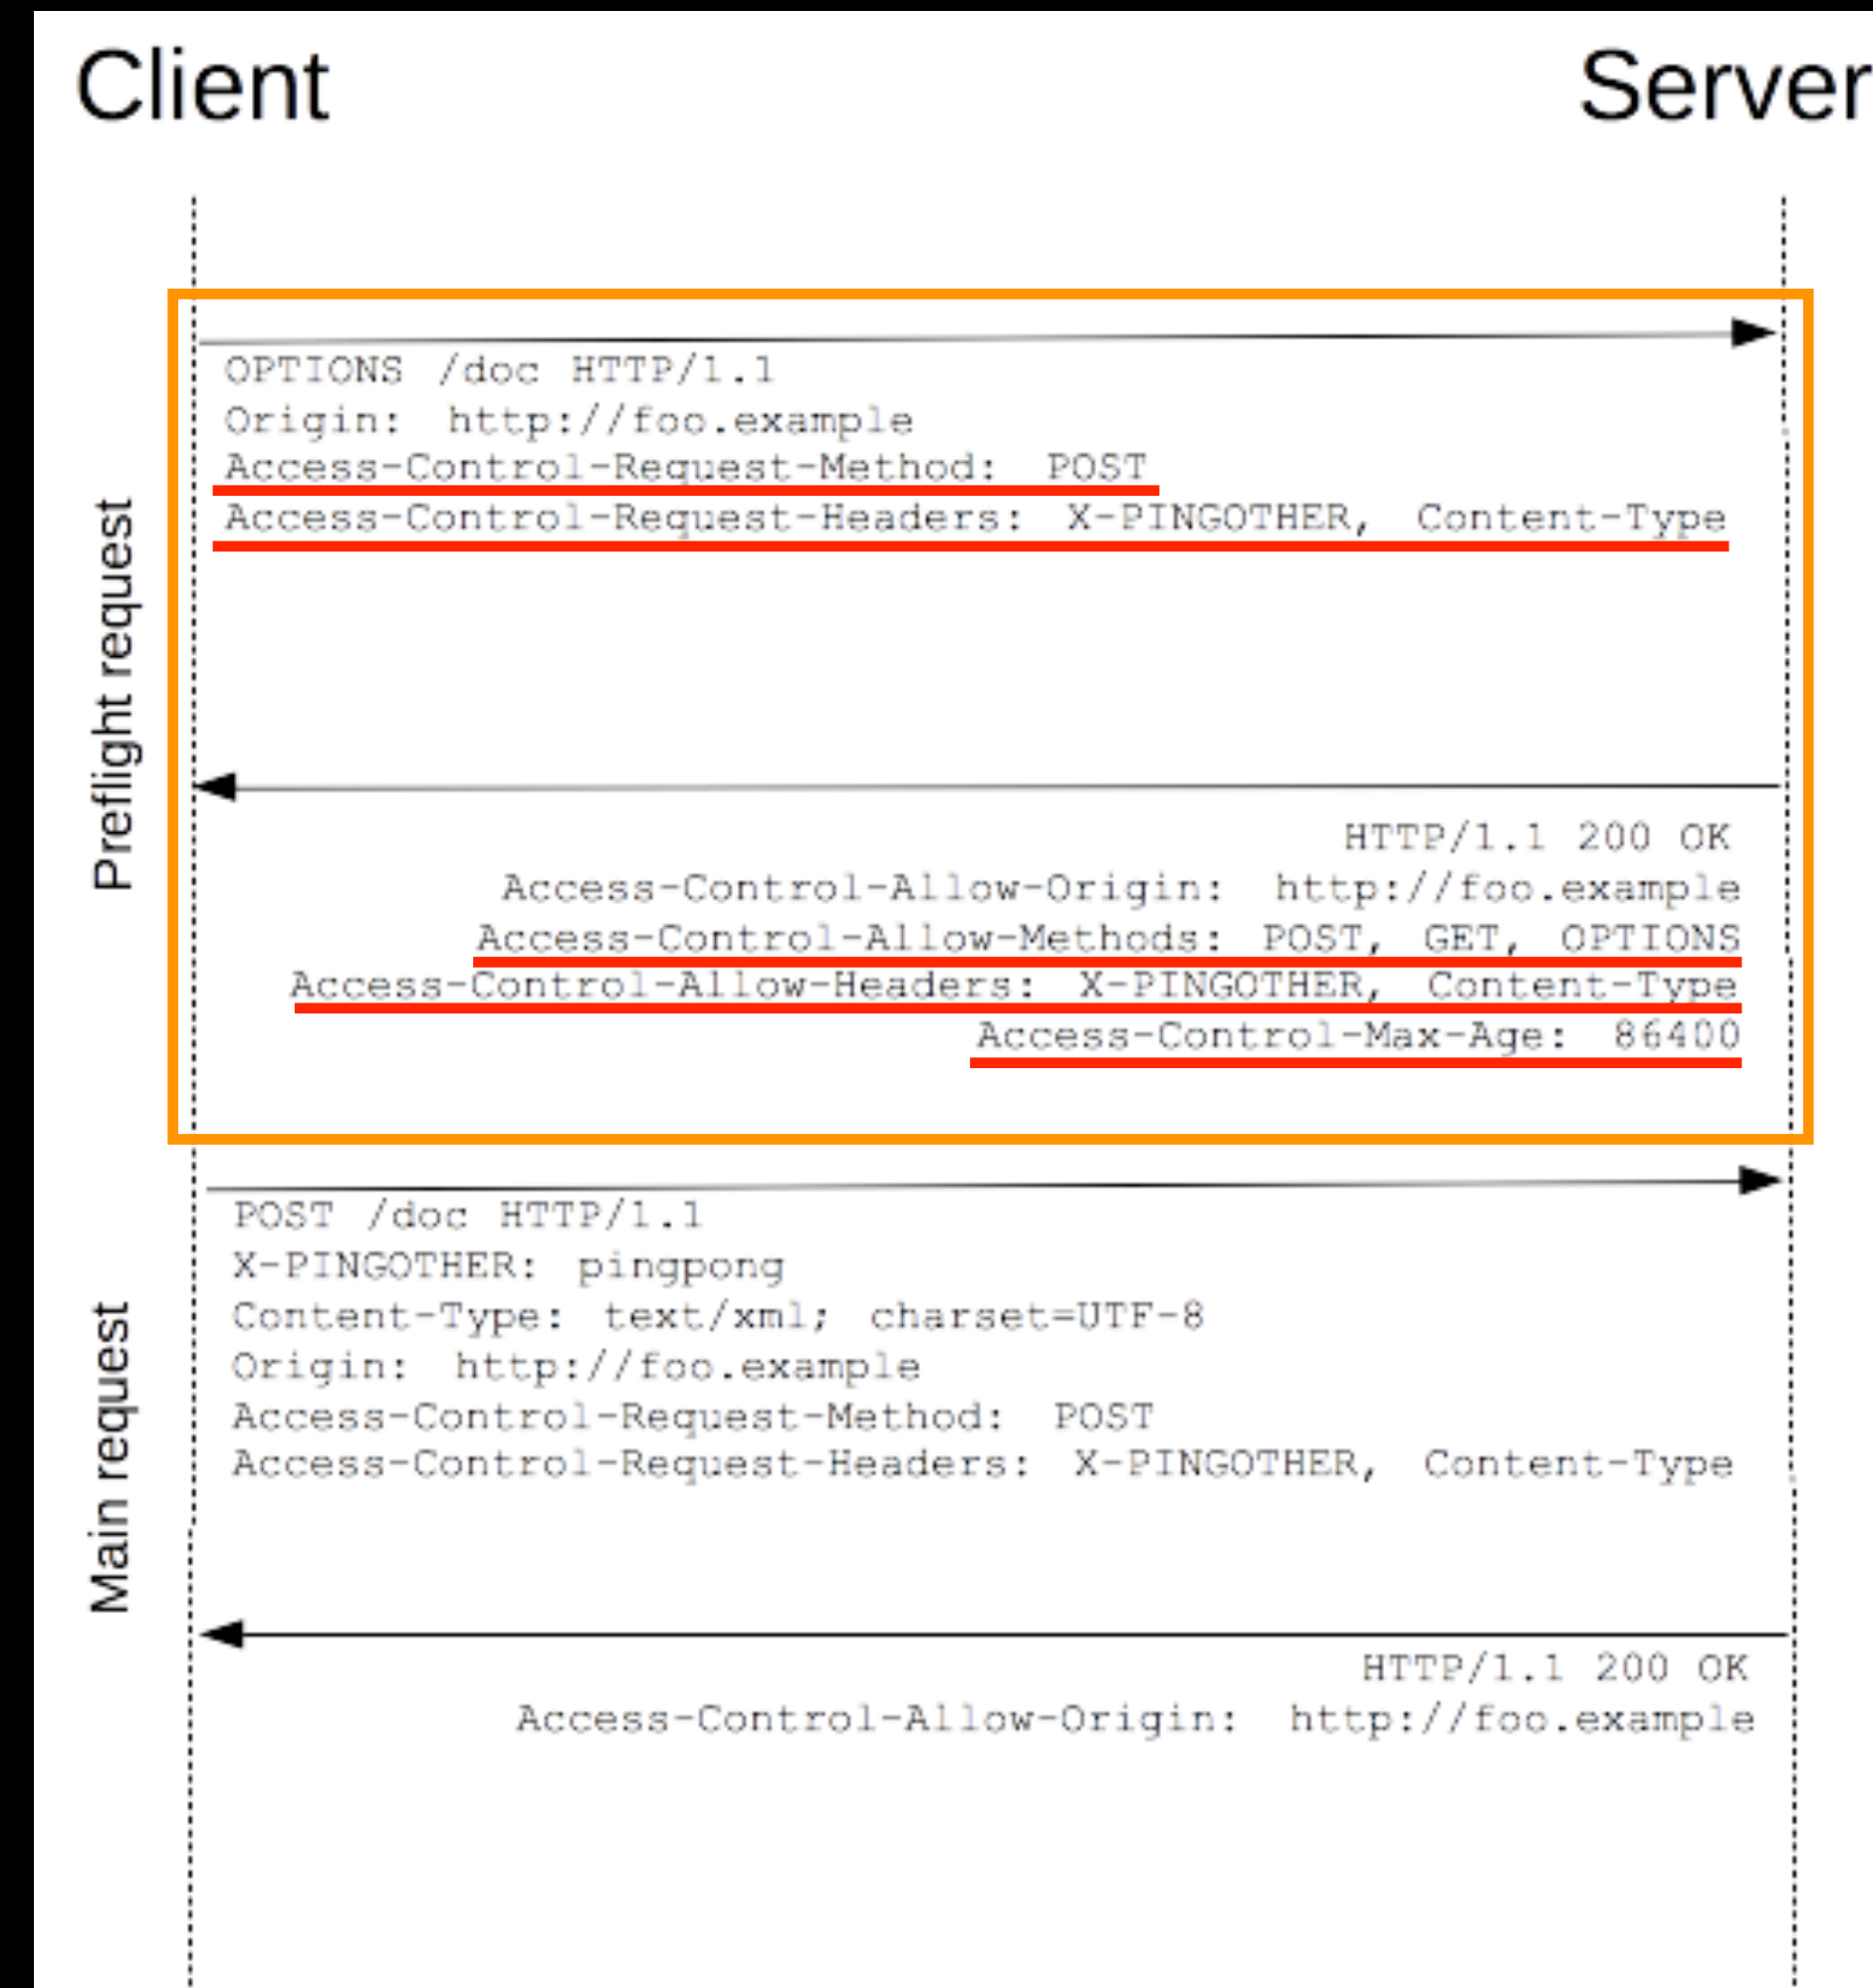 Client
Server
Preflight request
OPTIONS /doc HTTP/1.1
Origin: http://foo.example
Access-Control-Request-Method: POST
Access-Control-Request-Headers: X-PINGOTHER, Content-Type
HTTP/1.1 200 OK
Access-Control-Allow-Origin: http://foo.example
Access-Control-Allow-Methods: POST, GET, OPTIONS
Access-Control-Allow-Headers: X-PINGOTHER, Content-Type
Access-Control-Max-Age: 86400
Main request
POST /doc HTTP/1.1
X-PINGOTHER: pingpong
Content-Type: text/xml; charset=UTF-8
Origin: http://foo.example
Access-Control-Request-Method: POST
Access-Control-Request-Headers: X-PINGOTHER, Content-Type
HTTP/1.1 200 OK
Access-Control-Allow-Origin: http://foo.example